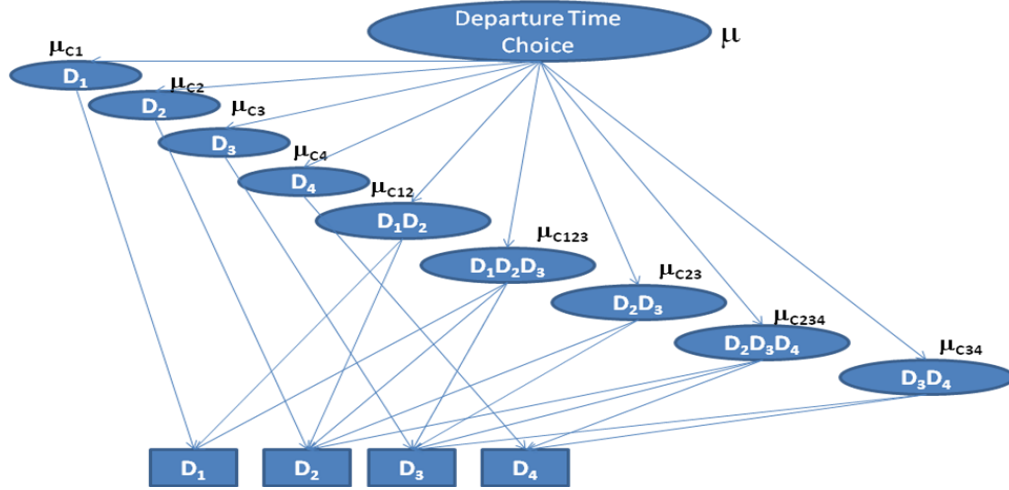 Departure Time
Choice
μ
μC1
D₁
μC2
D₂
μC3
D₃
μC4
D₄
μC12
D₁D₂
μC123
D₁D₂D₃
μC23
D₂D₃
μC234
D₂D₃D₄
μC34
D₃D₄
D₁
D₂
D₃
D₄